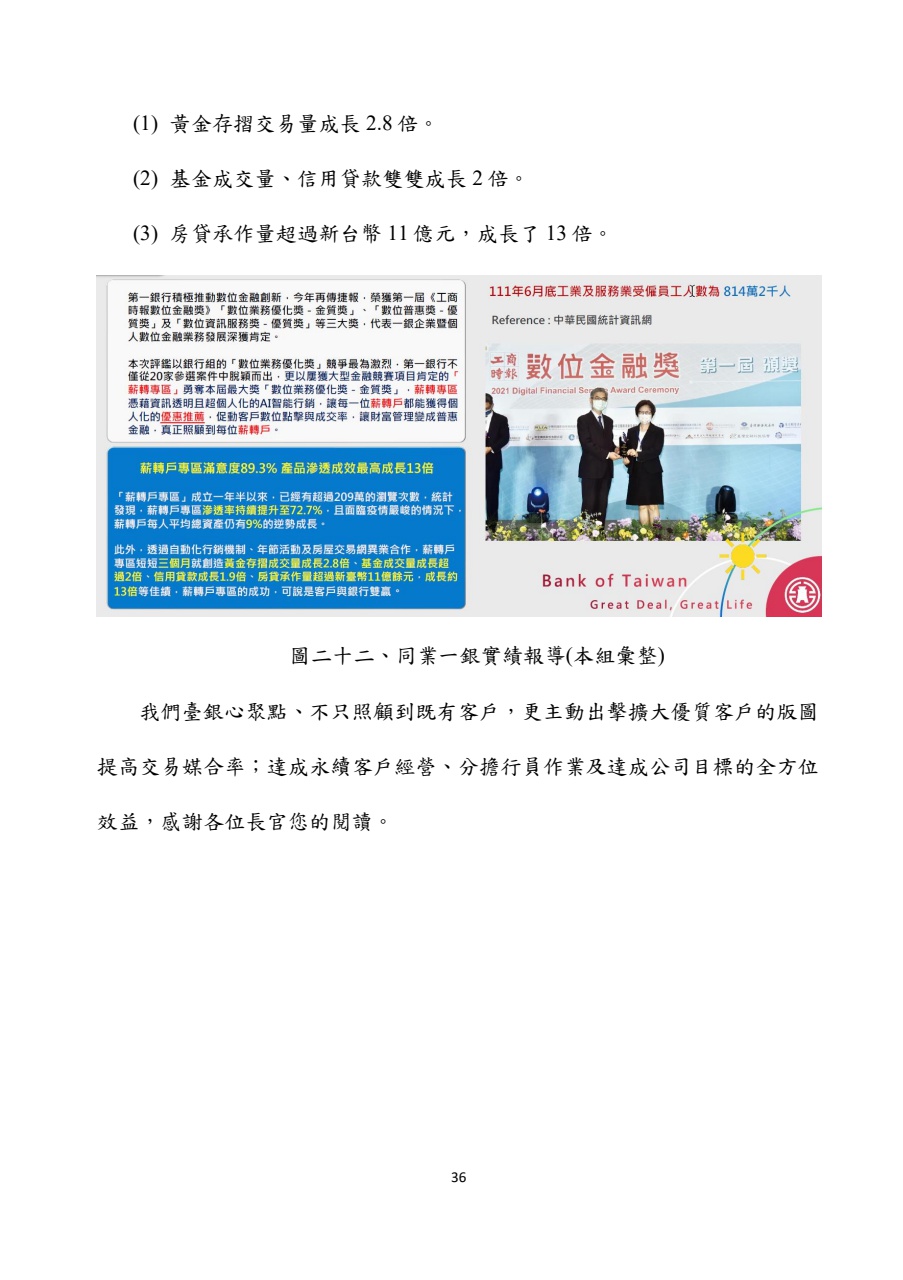 (1) 黃金存摺交易量成長 2.8 倍。
(2) 基金成交量、信用貸款雙雙成長 2 倍。
(3) 房貸承作量超過新台幣 11 億元，成長了 13 倍。
第一銀行積極推動數位金融創新，今年再傳捷報，榮獲第一屆《工商
時報數位金融獎》「數位業務優化獎－金質獎」、「數位普惠獎－優
質獎」及「數位資訊服務獎－優質獎」等三大獎，代表一銀企業暨個
人數位金融業務發展深獲肯定。
本次評鑑以銀行組的「數位業務優化獎」競爭最為激烈，第一銀行不
僅從20家參選案件中脫穎而出，更以屢獲大型金融競賽項目肯定的「
薪轉專區」勇奪本屆最大獎「數位業務優化獎－金質獎」，薪轉專區
憑藉資訊透明且超個人化的AI智能行銷，讓每一位薪轉戶都能獲得個
人化的優惠推薦，促動客戶數位點擊與成交率，讓財富管理變成普惠
金融，真正照顧到每位薪轉戶。
薪轉戶專區滿意度89.3% 產品滲透成效最高成長13倍
「薪轉戶專區」成立一年半以來，已經有超過209萬的瀏覽次數，統計
發現，薪轉戶專區滲透率持續提升至72.7%，且面臨疫情嚴峻的情況下，
薪轉戶每人平均總資產仍有9%的逆勢成長。
此外，透過自動化行銷機制、年節活動及房屋交易網異業合作，薪轉戶
專區短短三個月就創造黃金存摺成交量成長2.8倍、基金成交量成長超
過2倍、信用貸款成長1.9倍、房貸承作量超過新臺幣11億餘元，成長約
13倍等佳績，薪轉戶專區的成功，可說是客戶與銀行雙贏。
111年6月底工業及服務業受僱員工人數為 814萬2千人
Reference : 中華民國統計資訊網
工商時報 數位金融獎 第一屆 頒獎
2021 Digital Financial Service Award Ceremony
Bank of Taiwan
Great Deal, Great Life
圖二十二、同業一銀實績報導(本組彙整)
我們臺銀心聚點、不只照顧到既有客戶，更主動出擊擴大優質客戶的版圖
提高交易媒合率；達成永續客戶經營、分擔行員作業及達成公司目標的全方位
效益，感謝各位長官您的閱讀。
36